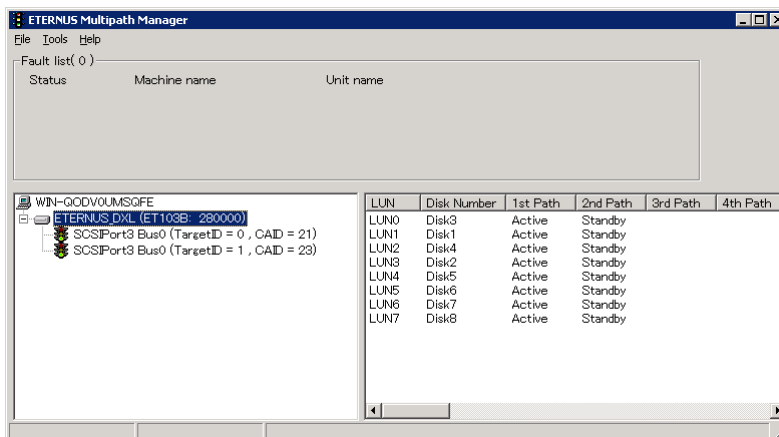 ETERNUS Multipath Manager
File Tools Help
Fault list( 0 )
Status Machine name Unit name
WIN-QODV0UMSQFE
ETERNUS_DXL (ET103B: 280000)
SCSIPort3 Bus0 (TargetID = 0 , CAID = 21)
SCSIPort3 Bus0 (TargetID = 1 , CAID = 23)
LUN Disk Number 1st Path 2nd Path 3rd Path 4th Path
LUN0 Disk3 Active Standby
LUN1 Disk1 Active Standby
LUN2 Disk4 Active Standby
LUN3 Disk2 Active Standby
LUN4 Disk5 Active Standby
LUN5 Disk6 Active Standby
LUN6 Disk7 Active Standby
LUN7 Disk8 Active Standby